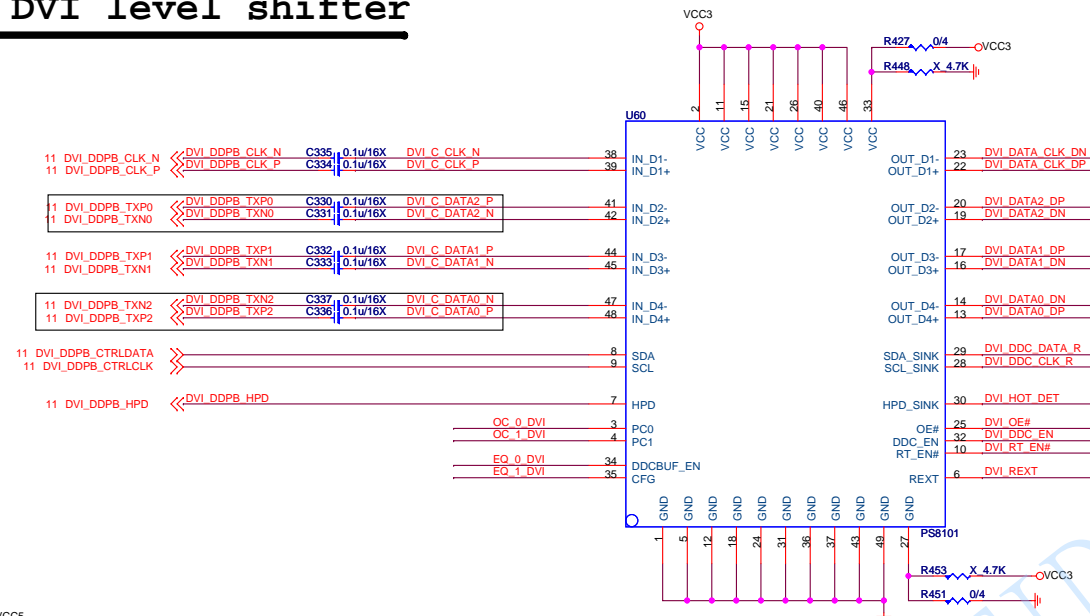 DVI level shifter
VCC3
R427 0/4 VCC3
R448 X_4.7K
2 11 15 21 26 40 46 33
U60
VCC VCC VCC VCC VCC VCC VCC VCC
11 DVI_DDPB_CLK_N DVI_DDPB_CLK_N C335 0.1u/16X DVI_C_CLK_N 38 IN_D1- OUT_D1- 23 DVI_DATA_CLK_DN
11 DVI_DDPB_CLK_P DVI_DDPB_CLK_P C334 0.1u/16X DVI_C_CLK_P 39 IN_D1+ OUT_D1+ 22 DVI_DATA_CLK_DP
11 DVI_DDPB_TXP0 DVI_DDPB_TXP0 C330 0.1u/16X DVI_C_DATA2_P 41 IN_D2- OUT_D2- 20 DVI_DATA2_DP
11 DVI_DDPB_TXN0 DVI_DDPB_TXN0 C331 0.1u/16X DVI_C_DATA2_N 42 IN_D2+ OUT_D2+ 19 DVI_DATA2_DN
11 DVI_DDPB_TXP1 DVI_DDPB_TXP1 C332 0.1u/16X DVI_C_DATA1_P 44 IN_D3- OUT_D3- 17 DVI_DATA1_DP
11 DVI_DDPB_TXN1 DVI_DDPB_TXN1 C333 0.1u/16X DVI_C_DATA1_N 45 IN_D3+ OUT_D3+ 16 DVI_DATA1_DN
11 DVI_DDPB_TXN2 DVI_DDPB_TXN2 C337 0.1u/16X DVI_C_DATA0_N 47 IN_D4- OUT_D4- 14 DVI_DATA0_DN
11 DVI_DDPB_TXP2 DVI_DDPB_TXP2 C336 0.1u/16X DVI_C_DATA0_P 48 IN_D4+ OUT_D4+ 13 DVI_DATA0_DP
11 DVI_DDPB_CTRLDATA 8 SDA SDA_SINK 29 DVI_DDC_DATA_R
11 DVI_DDPB_CTRLCLK 9 SCL SCL_SINK 28 DVI_DDC_CLK_R
11 DVI_DDPB_HPD DVI_DDPB_HPD 7 HPD HPD_SINK 30 DVI_HOT_DET
OC_0_DVI 3 PC0 OE# 25 DVI_OE#
OC_1_DVI 4 PC1 DDC_EN 32 DVI_DDC_EN
RT_EN# 10 DVI_RT_EN#
EQ_0_DVI 34 DDCBUF_EN
EQ_1_DVI 35 CFG REXT 6 DVI_REXT
GND GND GND GND GND GND GND GND GND GND GND
PS8101
1 5 12 18 24 31 36 37 43 49 27
R453 X_4.7K VCC3
R451 0/4